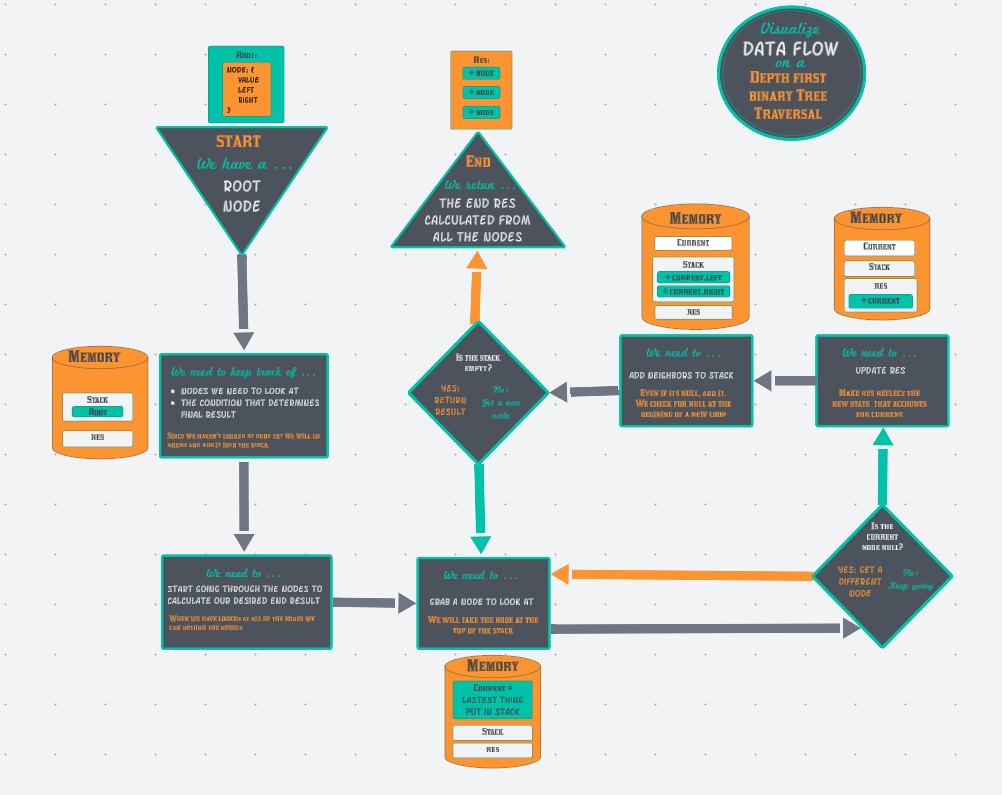 Visualize
DATA FLOW
on a
Depth first
binary Tree
Traversal
Root:
NODE: {
VALUE
LEFT
RIGHT
}
START
We have a ...
ROOT
NODE
Res:
+ NODE
+ NODE
+ NODE
End
We retun ...
THE END RES
CALCULATED FROM
ALL THE NODES
Memory
Current
Stack
+ current.left
+ current.right
res
Memory
Current
Stack
res
+ current
Memory
Stack
Root
res
We need to keep track of ...
• NODES WE NEED TO LOOK AT
• THE CONDITION THAT DETERMINES
FINAL RESULT
Since we haven't looked at root yet we will go
ahead and add it into the stack
Is the stack
empty?
YES:
RETURN
RESULT
No:
Get a new
node
We need to ...
ADD NEIGHBORS TO STACK
Even if its null, add it.
We check for null at the
begining of a new loop
We need to ...
UPDATE RES
Make res reflect the
new state that accounts
for current
Is the
current
node null?
YES: GET A
DIFFERENT
NODE
No:
Keep going
We need to ...
START GOING THROUGH THE NODES TO
CALCULATE OUR DESIRED END RESULT
When we have looked at all of the nodes we
can return the result
We need to ...
GRAB A NODE TO LOOK AT
We will take the node at the
top of the stack
Memory
Current =
LASTEST THING
PUT IN STACK
Stack
res